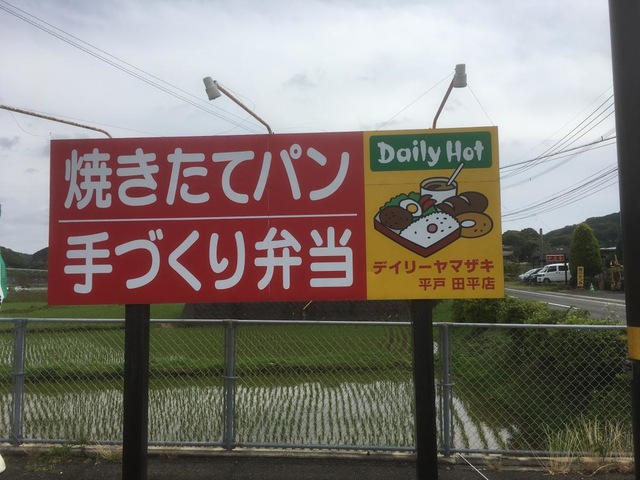 焼きたてパン
手づくり弁当
Daily Hot
デイリーヤマザキ
平戸 田平店